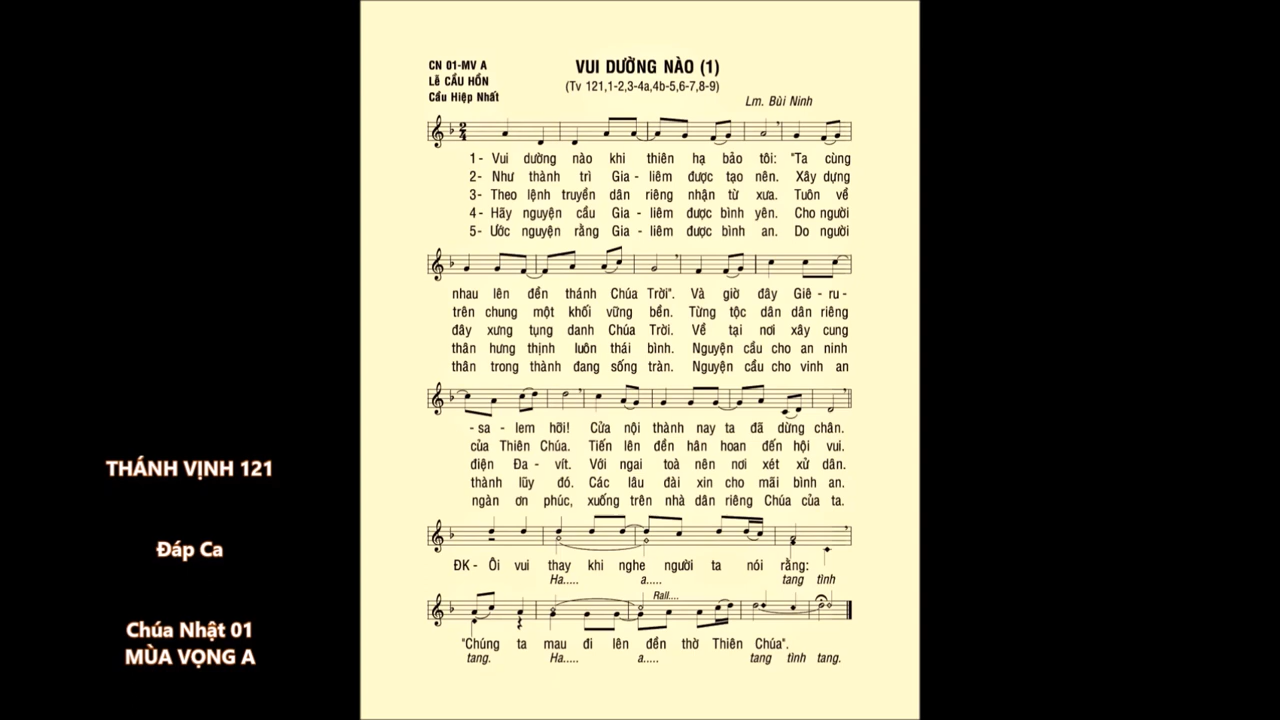 CN 01-MV A
LỄ CẦU HỒN
Cầu Hiệp Nhất
VUI DƯỜNG NÀO (1)
(Tv 121,1-2,3-4a,4b-5,6-7,8-9)
Lm. Bùi Ninh
2
4
1- Vui dường nào khi thiên hạ bảo tôi: "Ta cùng
2- Như thành trì Gia - liêm được tạo nên. Xây dựng
3- Theo lệnh truyền dân riêng nhận từ xưa. Tuôn về
4- Hãy nguyện cầu Gia - liêm được bình yên. Cho người
5- Ước nguyện rằng Gia - liêm được bình an. Do người
nhau lên đền thánh Chúa Trời". Và giờ đây Giê - ru -
trên chung một khối vững bền. Từng tộc dân dân riêng
đây xưng tụng danh Chúa Trời. Về tại nơi xây cung
thân hưng thịnh luôn thái bình. Nguyện cầu cho an ninh
thân trong thành đang sống tràn. Nguyện cầu cho vinh an
- sa - lem hỡi! Cửa nội thành nay ta đã dừng chân.
của Thiên Chúa. Tiến lên đền hân hoan đến hội vui.
điện Đa - vít. Với ngai toà nên nơi xét xử dân.
thành lũy đó. Các lâu đài xin cho mãi bình an.
ngàn ơn phúc, xuống trên nhà dân riêng Chúa của ta.
ĐK - Ôi vui thay khi nghe người ta nói rằng:
Ha..... a..... tang tình
Rall....
"Chúng ta mau đi lên đền thờ Thiên Chúa".
tang. Ha..... a..... tang tình tang.
THÁNH VỊNH 121
Đáp Ca
Chúa Nhật 01
MÙA VỌNG A